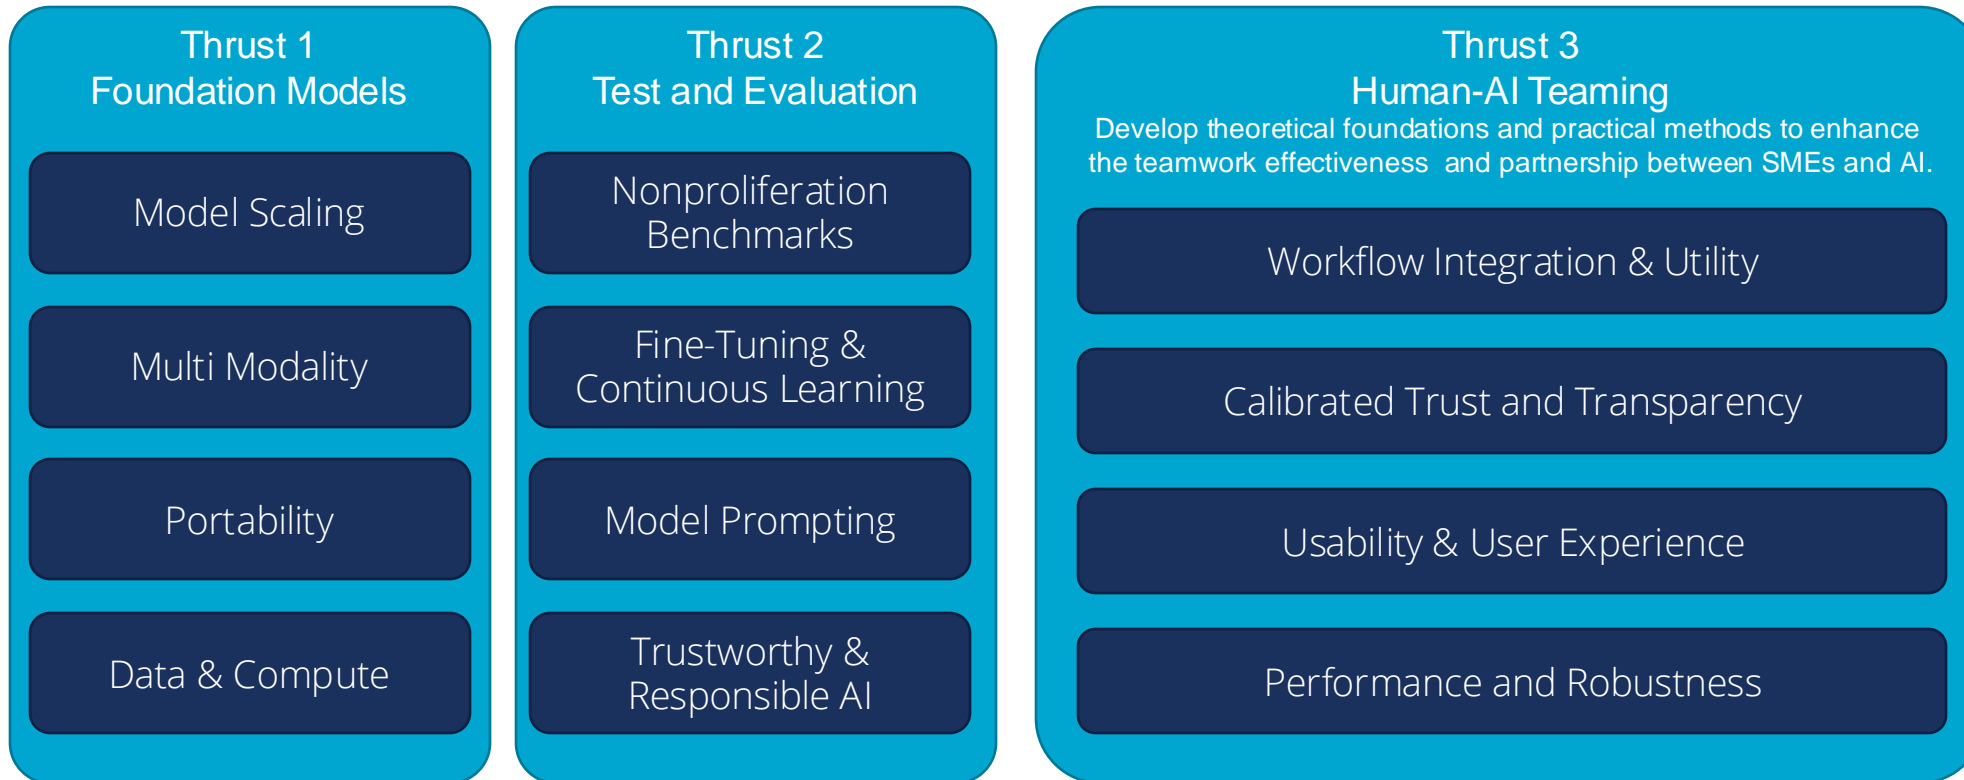 Thrust 1
Foundation Models
Model Scaling
Multi Modality
Portability
Data & Compute
Thrust 2
Test and Evaluation
Nonproliferation
Benchmarks
Fine-Tuning &
Continuous Learning
Model Prompting
Trustworthy &
Responsible AI
Thrust 3
Human-AI Teaming
Develop theoretical foundations and practical methods to enhance
the teamwork effectiveness and partnership between SMEs and AI.
Workflow Integration & Utility
Calibrated Trust and Transparency
Usability & User Experience
Performance and Robustness